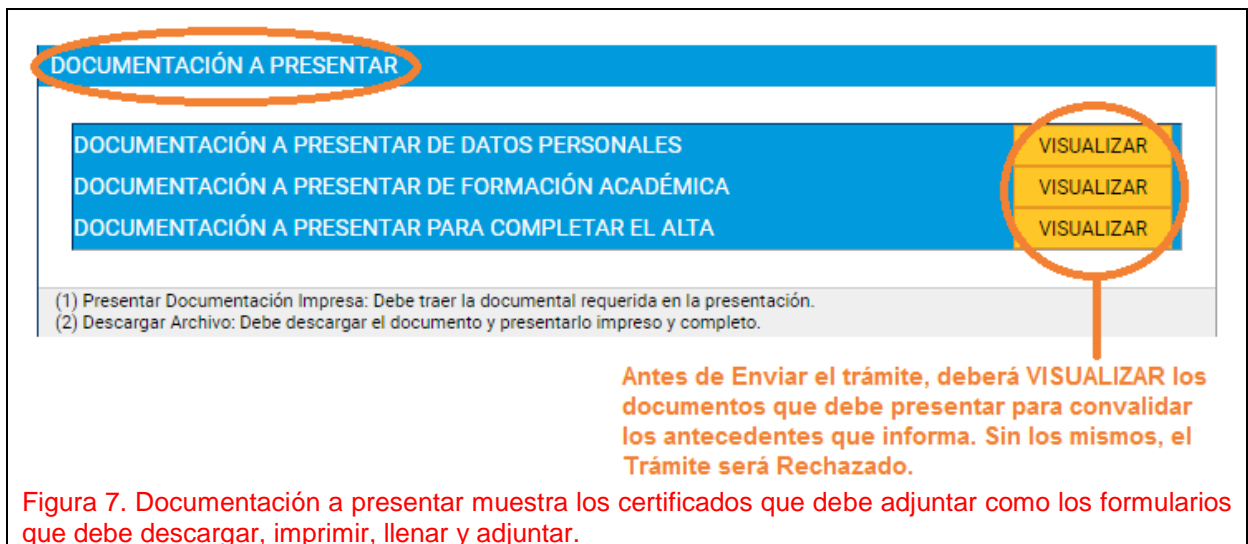 DOCUMENTACIÓN A PRESENTAR
DOCUMENTACIÓN A PRESENTAR DE DATOS PERSONALES VISUALIZAR
DOCUMENTACIÓN A PRESENTAR DE FORMACIÓN ACADÉMICA VISUALIZAR
DOCUMENTACIÓN A PRESENTAR PARA COMPLETAR EL ALTA VISUALIZAR
(1) Presentar Documentación Impresa: Debe traer la documental requerida en la presentación.
(2) Descargar Archivo: Debe descargar el documento y presentarlo impreso y completo.
Antes de Enviar el trámite, deberá VISUALIZAR los
documentos que debe presentar para convalidar
los antecedentes que informa. Sin los mismos, el
Trámite será Rechazado.
Figura 7. Documentación a presentar muestra los certificados que debe adjuntar como los formularios
que debe descargar, imprimir, llenar y adjuntar.